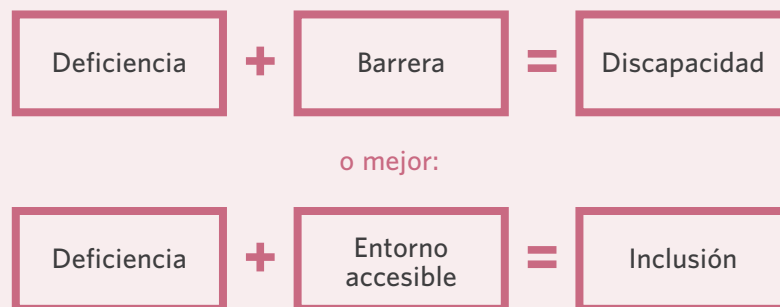 Deficiencia + Barrera = Discapacidad
o mejor:
Deficiencia + Entorno accesible = Inclusión